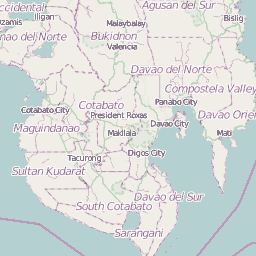 Occidental
Agusan del Sur
Ozamis
Iligan
Malaybalay
Bislig
Lanao del Norte
Bukidnon
Valencia
Davao del Norte
Compostela Valley
Panabo City
Cotabato City
Cotabato
President Roxas
Davao Orien
Maguindanao
Makilala
Davao City
Mati
Digos City
Tacurong
Sultan Kudarat
Davao del Sur
South Cotabato
Sarangani